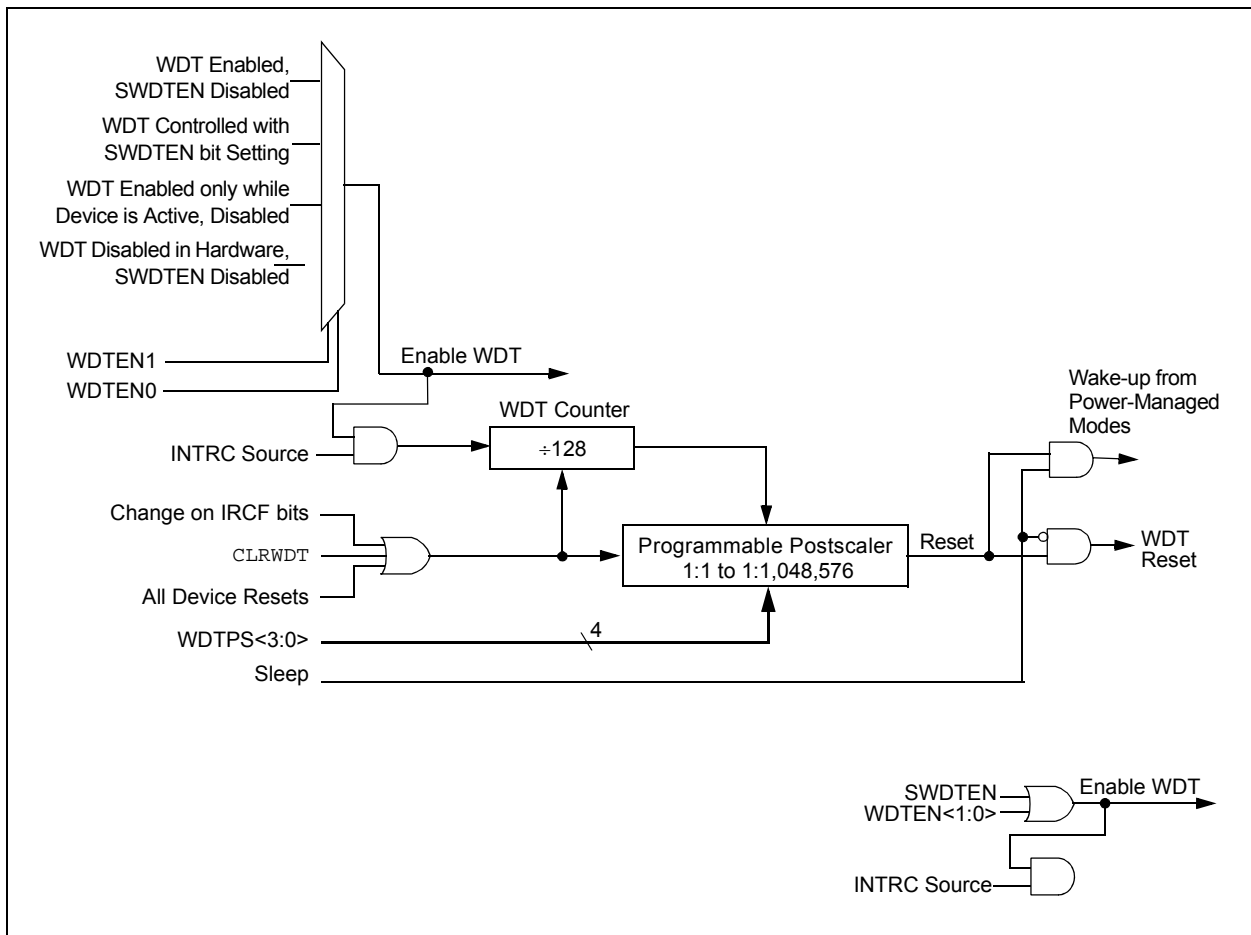 WDT Enabled,
SWDTEN Disabled
WDT Controlled with
SWDTEN bit Setting
WDT Enabled only while
Device is Active, Disabled
WDT Disabled in Hardware,
SWDTEN Disabled
WDTEN1
WDTEN0
Enable WDT
WDT Counter
÷128
INTRC Source
Wake-up from
Power-Managed
Modes
Change on IRCF bits
CLRWDT
All Device Resets
Programmable Postscaler
1:1 to 1:1,048,576
Reset
WDT
Reset
WDTPS<3:0>
4
Sleep
SWDTEN
WDTEN<1:0>
Enable WDT
INTRC Source